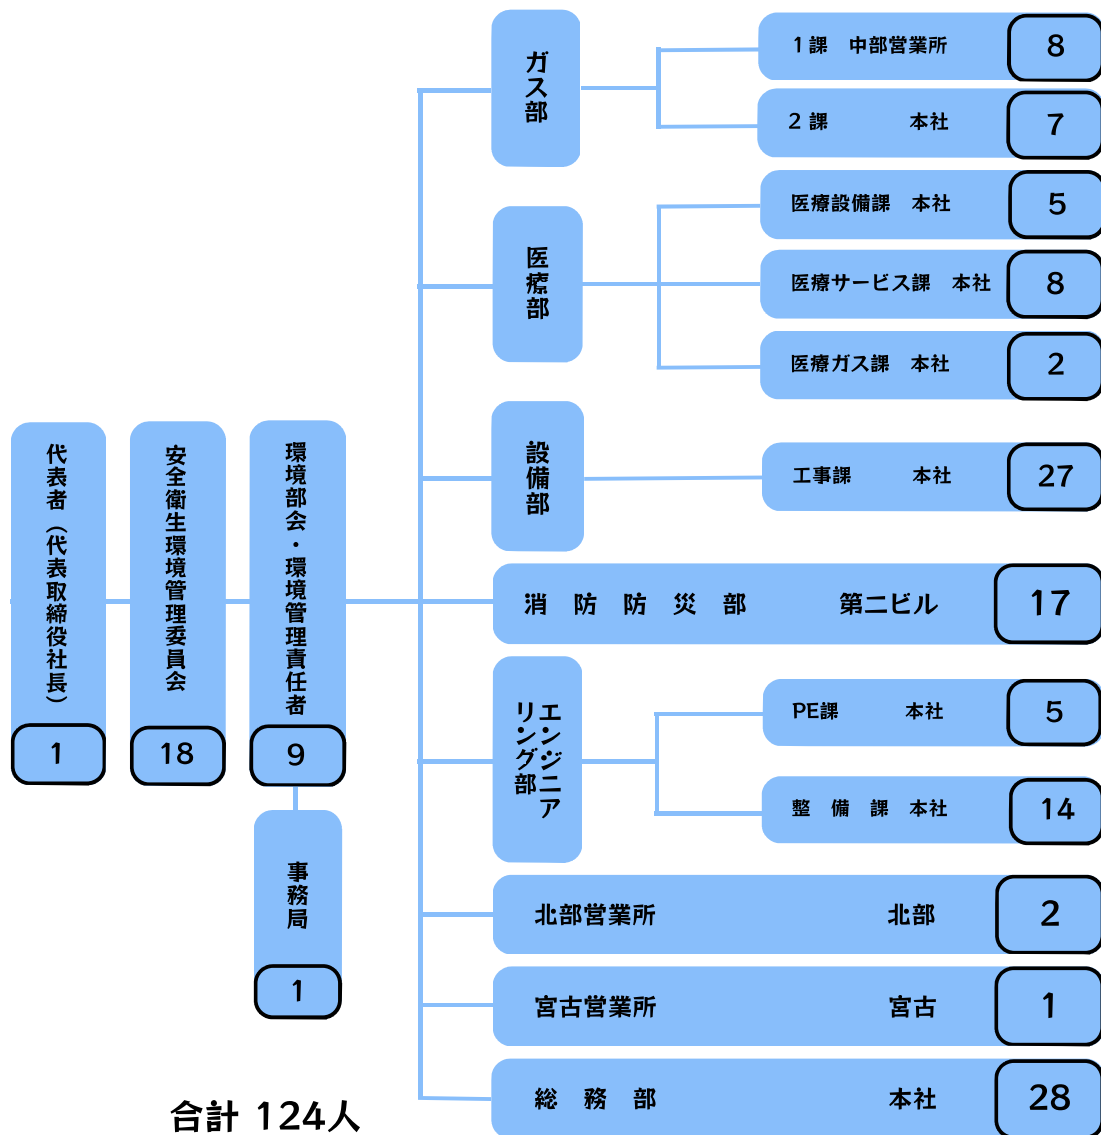 代表者（代表取締役社長）
1
安全衛生環境管理委員会
18
環境部会・環境管理責任者
9
事務局
1
ガス部
1課　中部営業所
8
2課　本社
7
医療部
医療設備課　本社
5
医療サービス課　本社
8
医療ガス課　本社
2
設備部
工事課　本社
27
消防防災部　第二ビル
17
エンジニア
リング部
PE課　本社
5
整備課　本社
14
北部営業所　北部
2
宮古営業所　宮古
1
総務部　本社
28
合計 124人